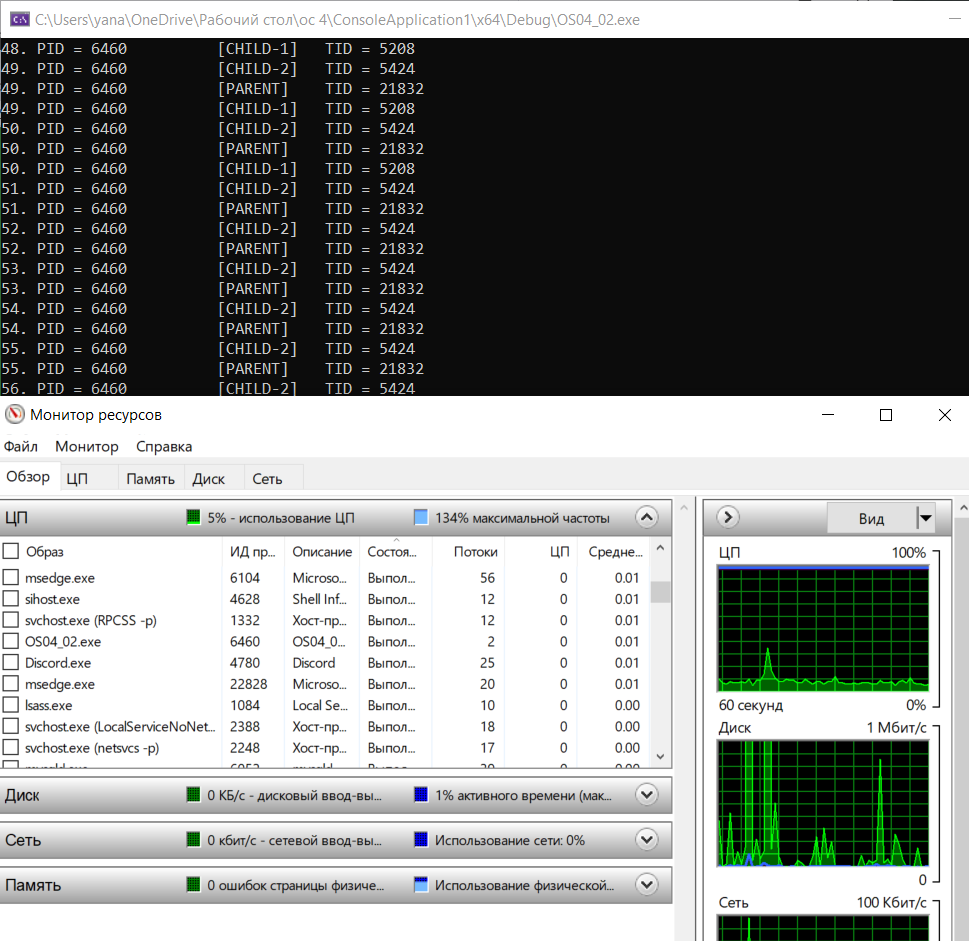 C:\Users\yana\OneDrive\Рабочий стол\ос 4\ConsoleApplication1\x64\Debug\OS04_02.exe
48. PID = 6460 [CHILD-1] TID = 5208
49. PID = 6460 [CHILD-2] TID = 5424
49. PID = 6460 [PARENT] TID = 21832
49. PID = 6460 [CHILD-1] TID = 5208
50. PID = 6460 [CHILD-2] TID = 5424
50. PID = 6460 [PARENT] TID = 21832
50. PID = 6460 [CHILD-1] TID = 5208
51. PID = 6460 [CHILD-2] TID = 5424
51. PID = 6460 [PARENT] TID = 21832
52. PID = 6460 [CHILD-2] TID = 5424
52. PID = 6460 [PARENT] TID = 21832
53. PID = 6460 [CHILD-2] TID = 5424
53. PID = 6460 [PARENT] TID = 21832
54. PID = 6460 [CHILD-2] TID = 5424
54. PID = 6460 [PARENT] TID = 21832
55. PID = 6460 [CHILD-2] TID = 5424
55. PID = 6460 [PARENT] TID = 21832
56. PID = 6460 [CHILD-2] TID = 5424
Монитор ресурсов
Файл Монитор Справка
Обзор ЦП Память Диск Сеть
ЦП 5% - использование ЦП 134% максимальной частоты
Образ ИД пр... Описание Состоя... Потоки ЦП Средне...
msedge.exe 6104 Microso... Выпол... 56 0 0.01
sihost.exe 4628 Shell Inf... Выпол... 12 0 0.01
svchost.exe (RPCSS -p) 1332 Хост-пр... Выпол... 12 0 0.01
OS04_02.exe 6460 OS04_0... Выпол... 2 0 0.01
Discord.exe 4780 Discord Выпол... 25 0 0.01
msedge.exe 22828 Microso... Выпол... 20 0 0.01
lsass.exe 1084 Local Se... Выпол... 10 0 0.00
svchost.exe (LocalServiceNoNet... 2388 Хост-пр... Выпол... 18 0 0.00
svchost.exe (netsvcs -p) 2248 Хост-пр... Выпол... 17 0 0.00
Диск 0 КБ/с - дисковый ввод-вы... 1% активного времени (мак...
Сеть 0 кбит/с - сетевой ввод-вы... Использование сети: 0%
Память 0 ошибок страницы физиче... Использование физической...
Вид
ЦП 100%
60 секунд 0%
Диск 1 Мбит/с
0
Сеть 100 Кбит/с